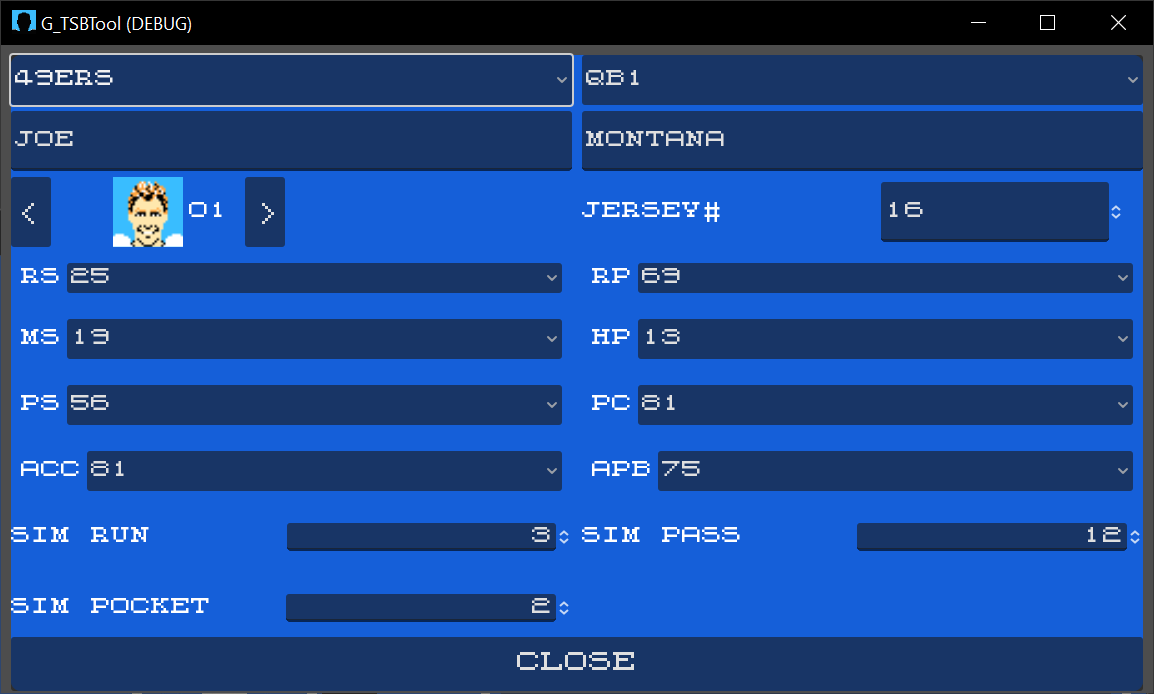 G_TSBTool (DEBUG)
49ERS QB1
JOE MONTANA
< 01 > JERSEY# 16
RS 25 RP 69
MS 19 HP 13
PS 56 PC 81
ACC 81 APB 75
SIM RUN 3 SIM PASS 12
SIM POCKET 2
CLOSE